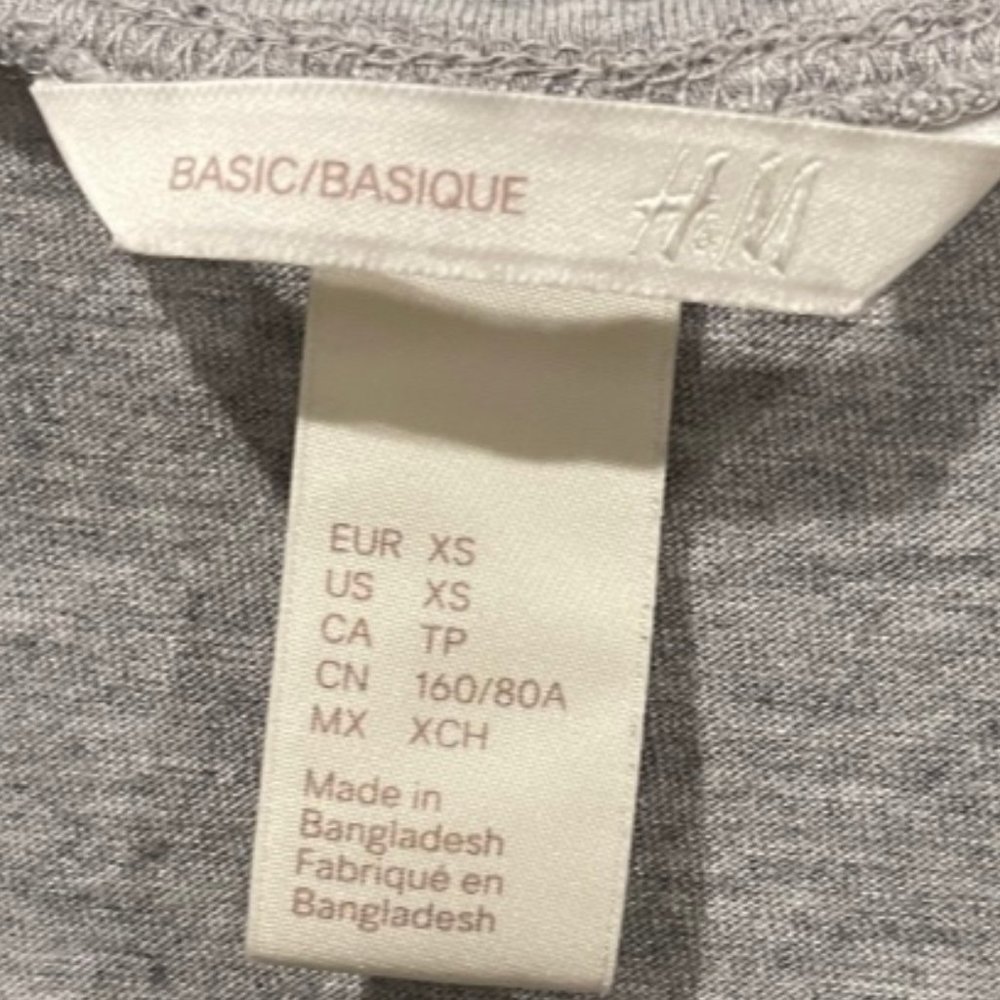 BASIC/BASIQUE H&M
EUR XS
US XS
CA TP
CN 160/80A
MX XCH
Made in
Bangladesh
Fabriqué en
Bangladesh